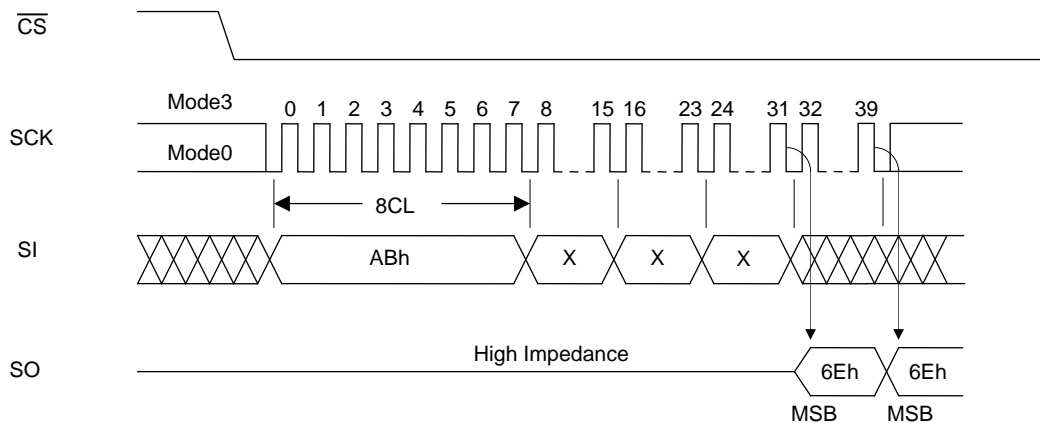 CS
Mode3
0 1 2 3 4 5 6 7 8 15 16 23 24 31 32 39
SCK
Mode0
8CL
SI
ABh X X X
High Impedance
SO
6Eh 6Eh
MSB MSB